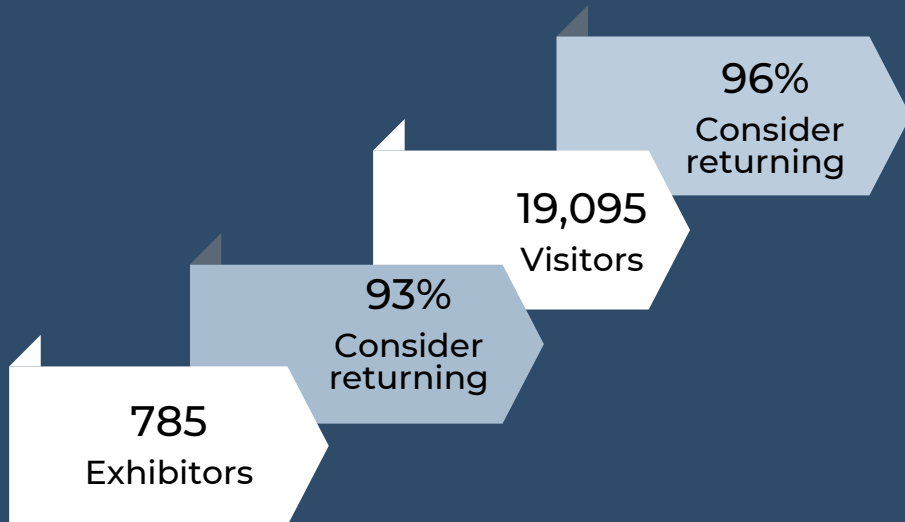 96%
Consider
returning
19,095
Visitors
93%
Consider
returning
785
Exhibitors